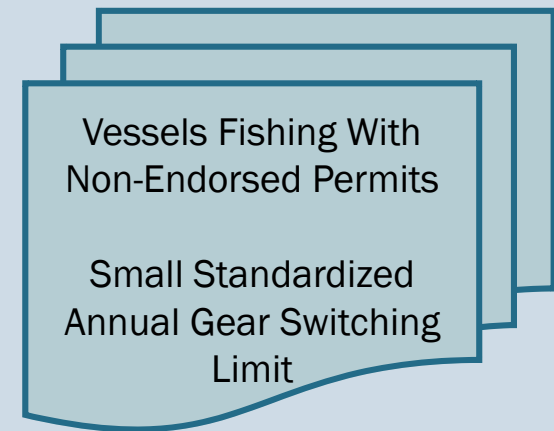 Vessels Fishing With
Non-Endorsed Permits
Small Standardized
Annual Gear Switching
Limit